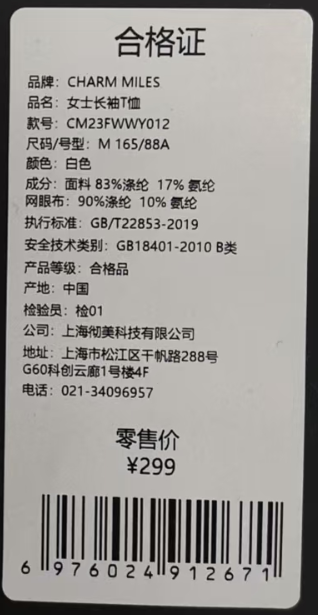 合格证
品牌：CHARM MILES
品名：女士长袖T恤
款号：CM23FWWY012
尺码/号型：M 165/88A
颜色：白色
成分：面料 83%涤纶 17% 氨纶
网眼布：90%涤纶 10% 氨纶
执行标准：GB/T22853-2019
安全技术类别：GB18401-2010 B类
产品等级：合格品
产地：中国
检验员：检01
公司：上海彻美科技有限公司
地址：上海市松江区千帆路288号
G60科创云廊1号楼4F
电话：021-34096957
零售价
¥299
6 976024 912671